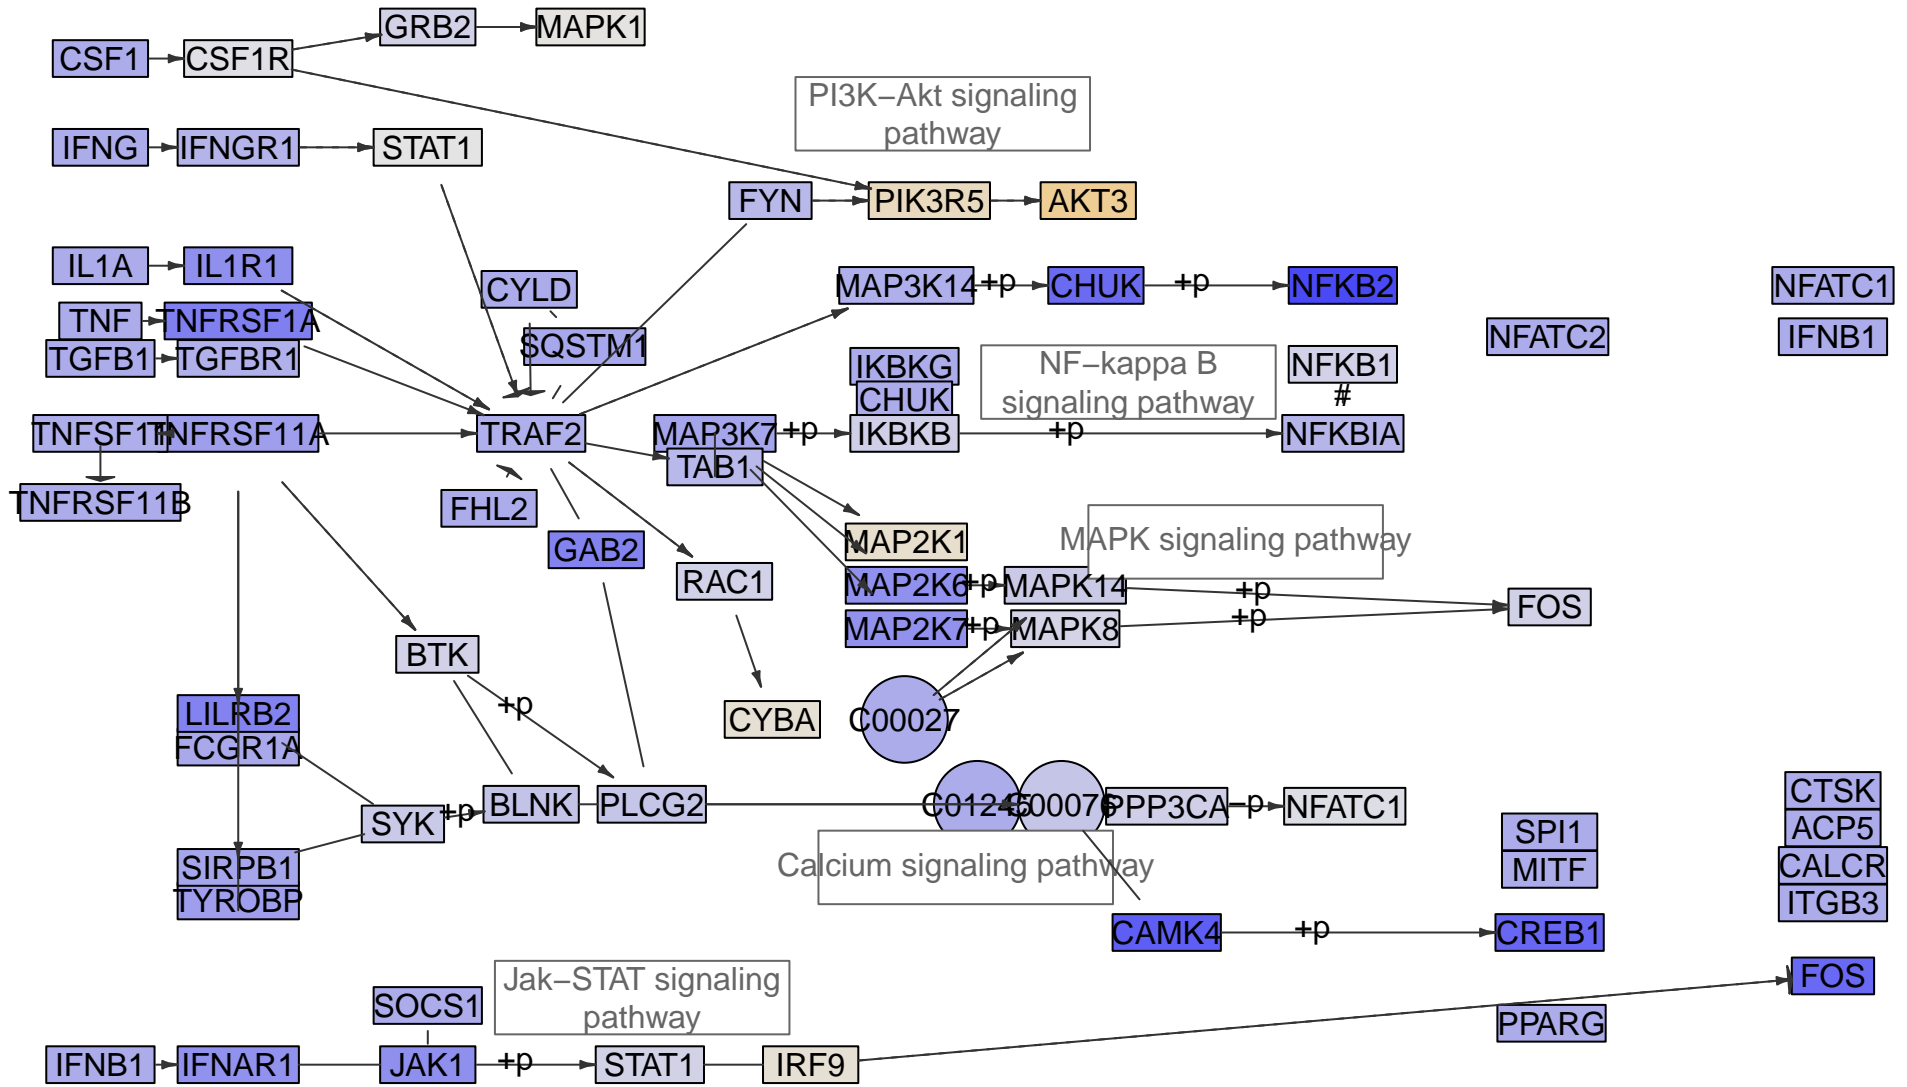 GRB2
MAPK1
CSF1
CSF1R
PI3K–Akt signaling
pathway
IFNG
IFNGR1
STAT1
FYN
PIK3R5
AKT3
IL1A
IL1R1
CYLD
MAP3K14
+p
CHUK
+p
NFKB2
NFATC1
TNF
TNFRSF1A
SQSTM1
NFATC2
IFNB1
TGFB1
TGFBR1
IKBKG
NF–kappa B
signaling pathway
NFKB1
#
CHUK
TNFRSF11A
TRAF2
MAP3K7
+p
IKBKB
+p
NFKBIA
TAB1
TNFRSF11B
FHL2
GAB2
MAP2K1
MAPK signaling pathway
RAC1
MAP2K6
+p
MAPK14
+p
FOS
MAP2K7
+p
MAPK8
+p
BTK
+p
LILRB2
CYBA
C00027
FCGR1A
SYK
+p
BLNK
PLCG2
C00076
PPP3CA
–p
NFATC1
CTSK
SPI1
ACP5
SIRPB1
Calcium signaling pathway
MITF
CALCR
TYROBP
ITGB3
CAMK4
+p
CREB1
Jak–STAT signaling
pathway
FOS
SOCS1
PPARG
IFNB1
IFNAR1
JAK1
+p
STAT1
IRF9